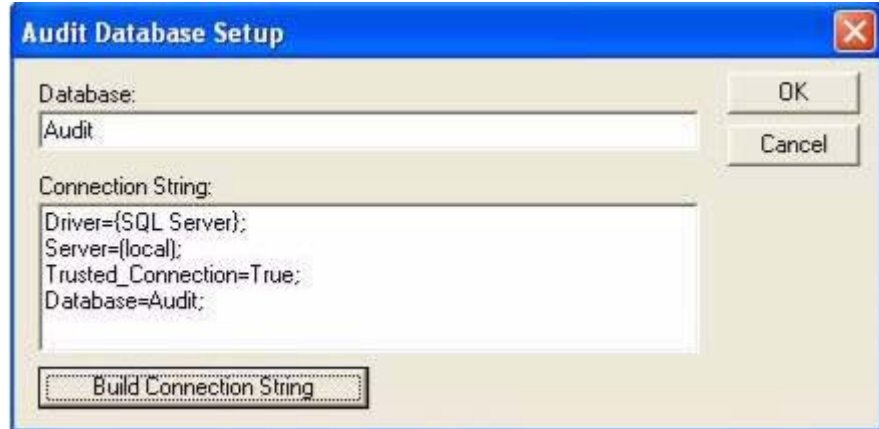 Audit Database Setup
Database:
OK
Audit
Cancel
Connection String:
Driver={SQL Server};
Server=(local);
Trusted_Connection=True;
Database=Audit;
Build Connection String